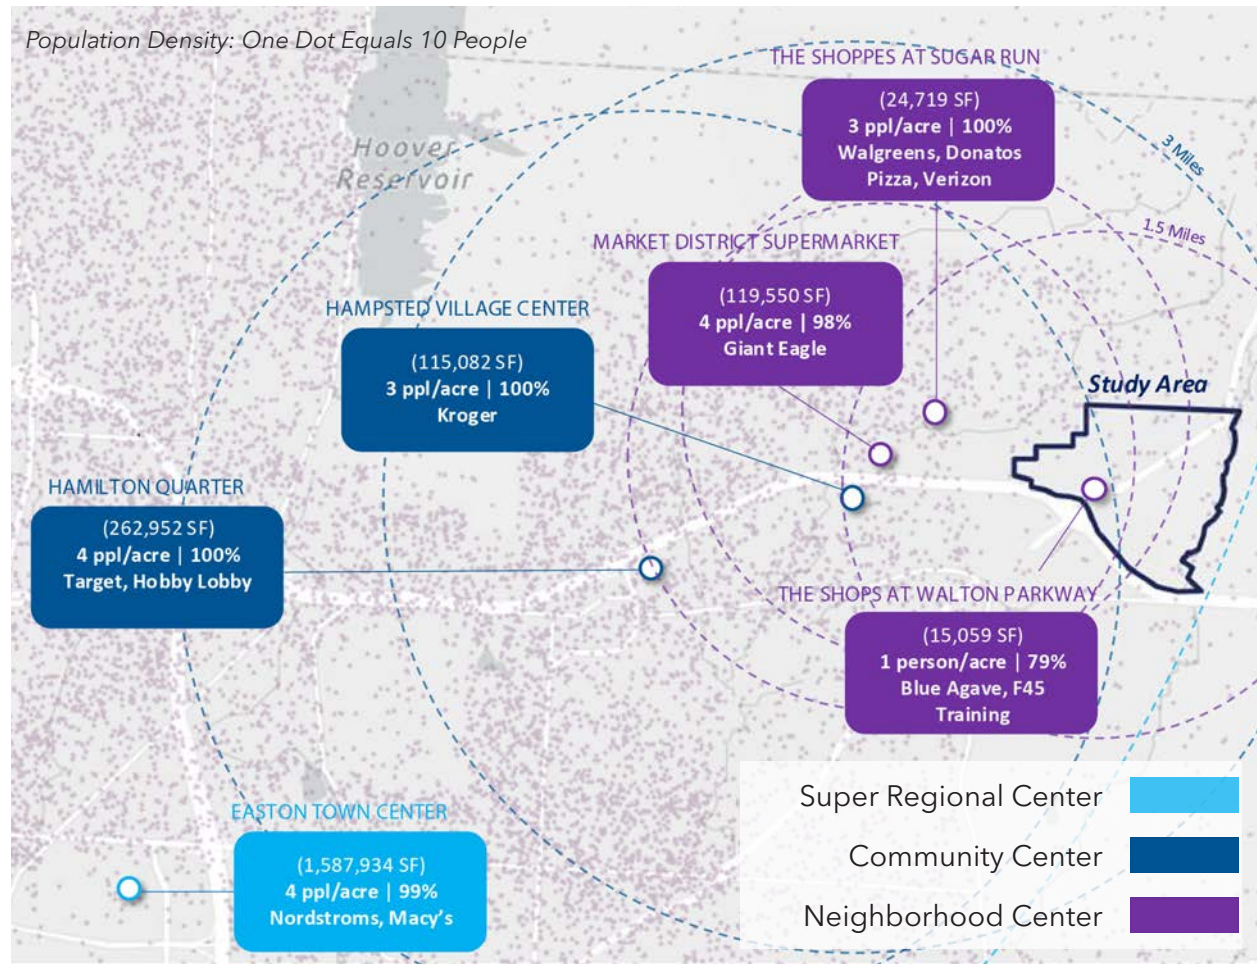 Population Density: One Dot Equals 10 People
THE SHOPPES AT SUGAR RUN
(24,719 SF)
3 ppl/acre | 100%
Walgreens, Donatos
Pizza, Verizon
3 Miles
1.5 Miles
Hoover
Reservoir
MARKET DISTRICT SUPERMARKET
(119,550 SF)
4 ppl/acre | 98%
Giant Eagle
HAMPSTED VILLAGE CENTER
(115,082 SF)
3 ppl/acre | 100%
Kroger
Study Area
HAMILTON QUARTER
(262,952 SF)
4 ppl/acre | 100%
Target, Hobby Lobby
THE SHOPS AT WALTON PARKWAY
(15,059 SF)
1 person/acre | 79%
Blue Agave, F45
Training
EASTON TOWN CENTER
(1,587,934 SF)
4 ppl/acre | 99%
Nordstroms, Macy's
Super Regional Center
Community Center
Neighborhood Center